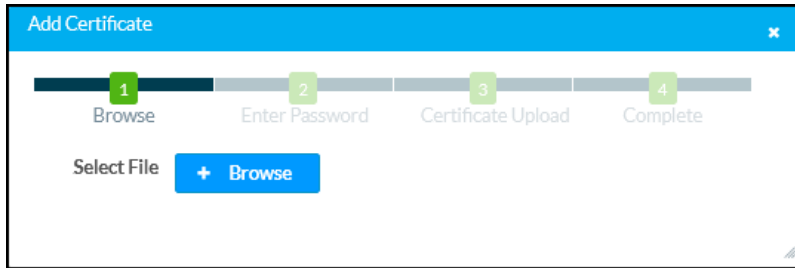 Add Certificate
1 2 3 4
Browse Enter Password Certificate Upload Complete
Select File + Browse